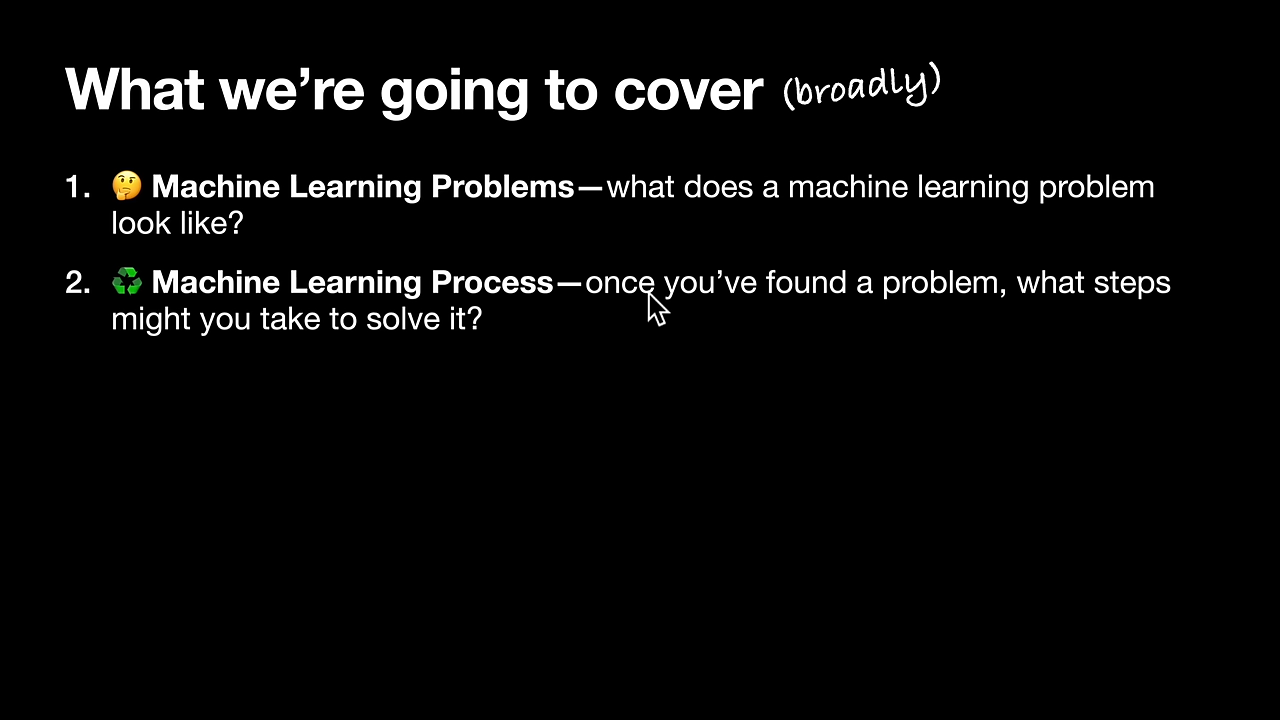 What we’re going to cover (broadly)
1. 🤔 Machine Learning Problems—what does a machine learning problem
look like?
2. ♻️ Machine Learning Process—once you’ve found a problem, what steps
might you take to solve it?